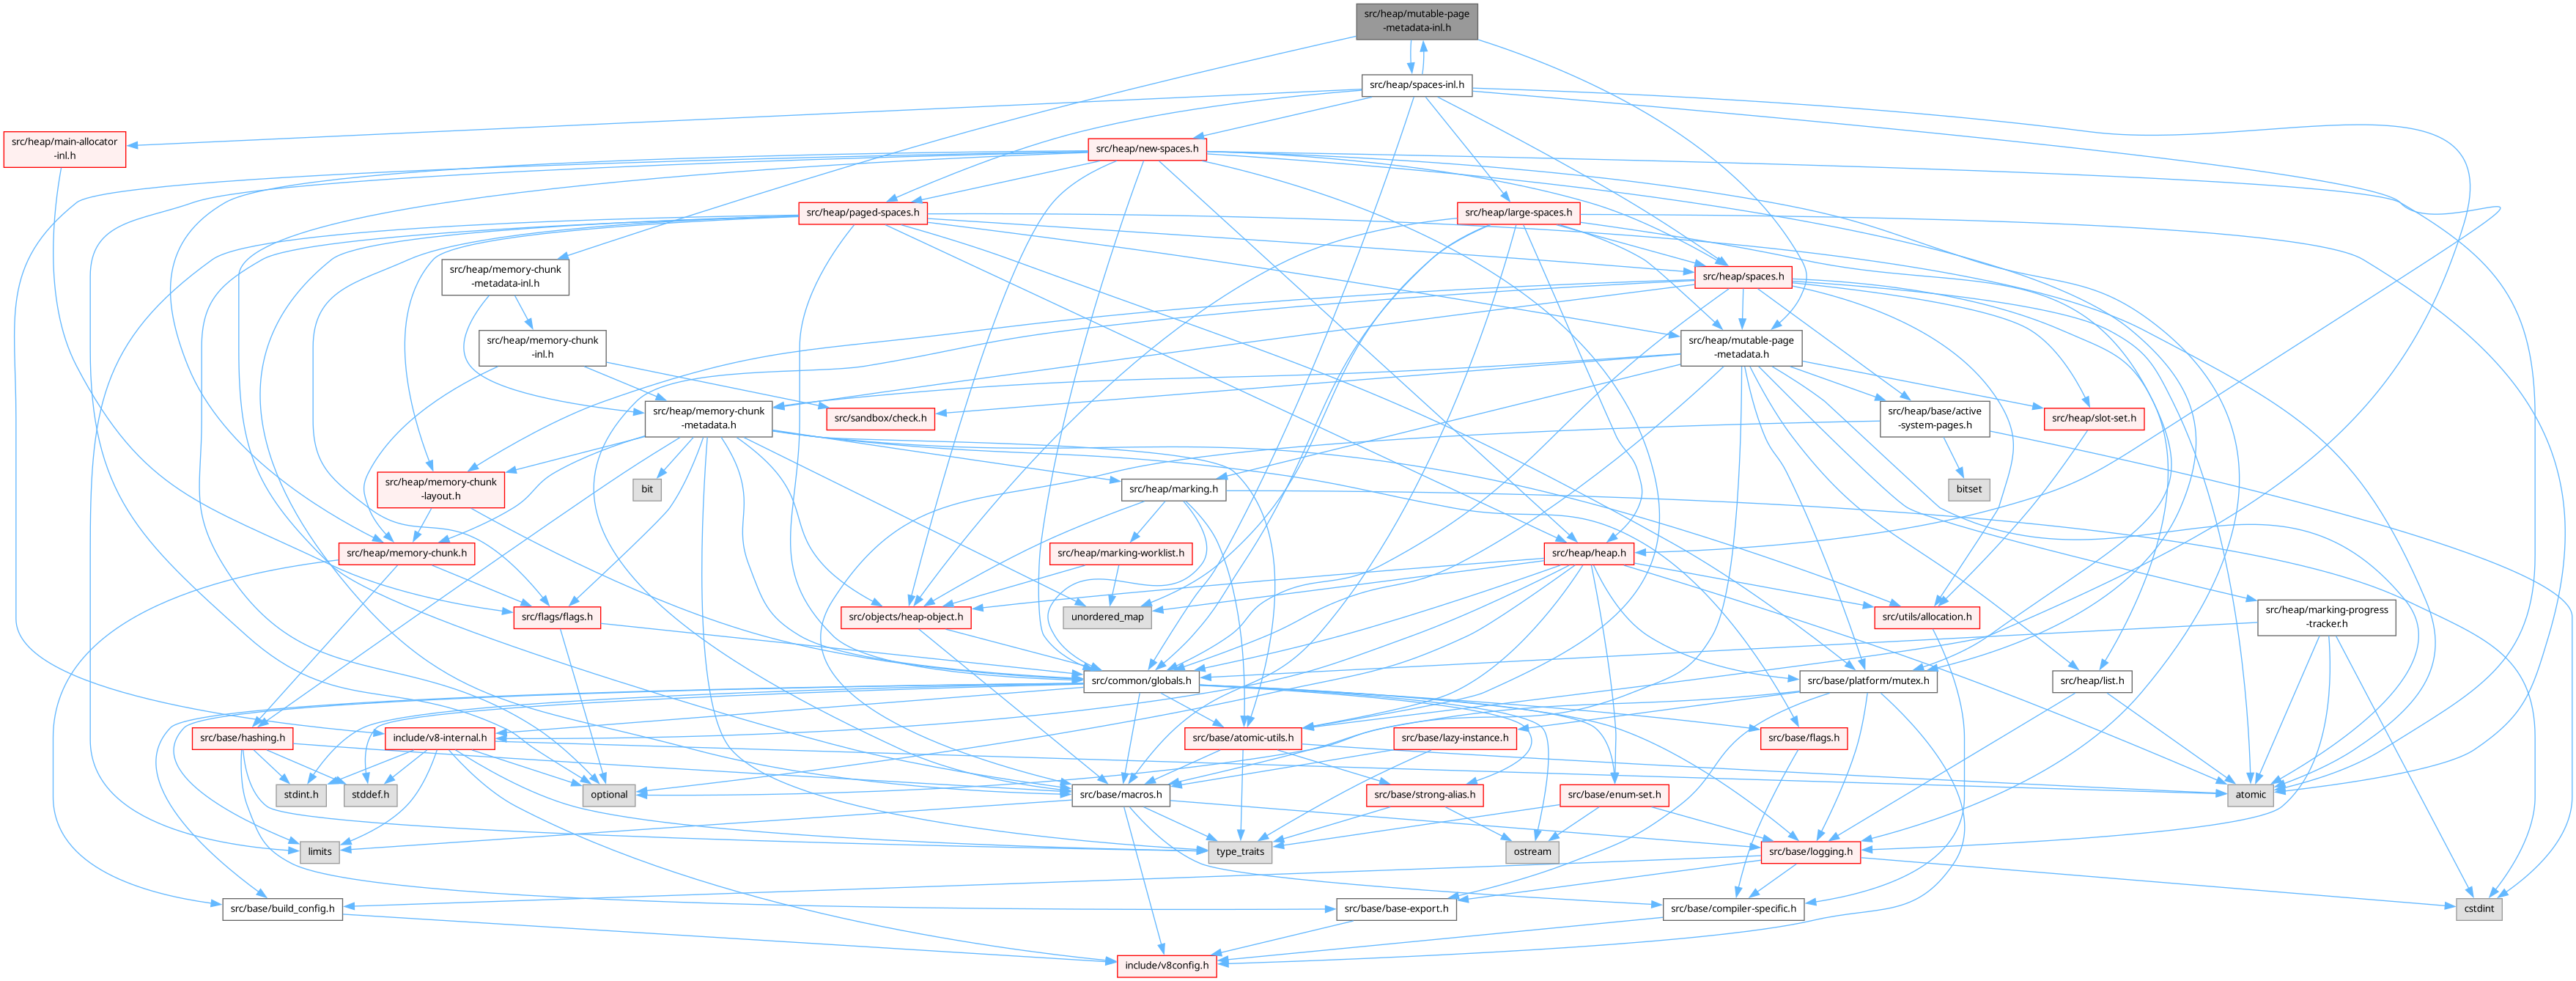 src/heap/mutable-page
-metadata-inl.h
src/heap/spaces-inl.h
src/heap/main-allocator
-inl.h
src/heap/new-spaces.h
src/heap/paged-spaces.h
src/heap/large-spaces.h
src/heap/memory-chunk
-metadata-inl.h
src/heap/spaces.h
src/heap/memory-chunk
-inl.h
src/heap/mutable-page
-metadata.h
src/heap/memory-chunk
-metadata.h
src/sandbox/check.h
src/heap/base/active
-system-pages.h
src/heap/slot-set.h
src/heap/memory-chunk
-layout.h
bit
src/heap/marking.h
bitset
src/heap/memory-chunk.h
src/heap/marking-worklist.h
src/heap/heap.h
src/flags/flags.h
src/objects/heap-object.h
unordered_map
src/utils/allocation.h
src/heap/marking-progress
-tracker.h
src/common/globals.h
src/base/platform/mutex.h
src/heap/list.h
src/base/hashing.h
include/v8-internal.h
src/base/atomic-utils.h
src/base/lazy-instance.h
src/base/flags.h
stdint.h
stddef.h
optional
src/base/macros.h
src/base/strong-alias.h
src/base/enum-set.h
atomic
limits
type_traits
ostream
src/base/logging.h
src/base/build_config.h
src/base/base-export.h
src/base/compiler-specific.h
cstdint
include/v8config.h